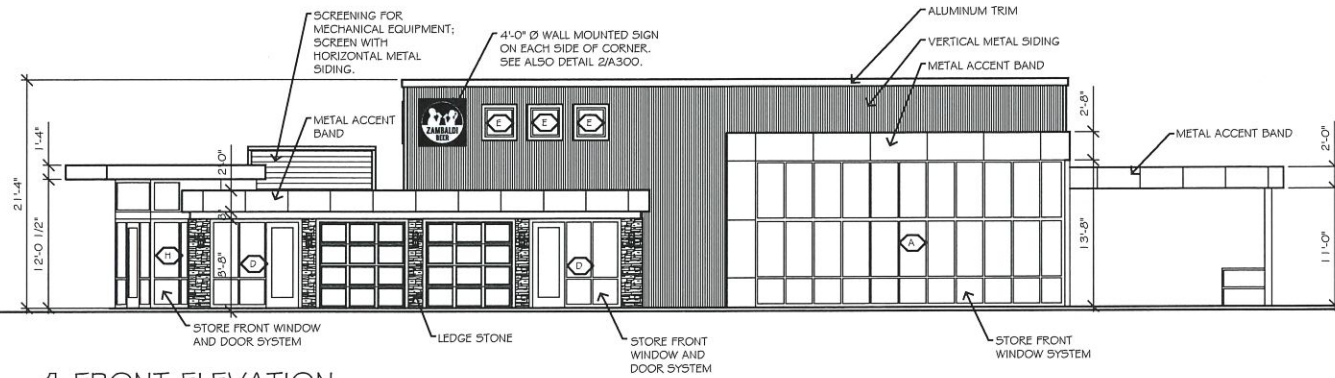 SCREENING FOR
MECHANICAL EQUIPMENT;
SCREEN WITH
HORIZONTAL METAL
SIDING.
4'-0" Ø WALL MOUNTED SIGN
ON EACH SIDE OF CORNER.
SEE ALSO DETAIL 2/A300.
ALUMINUM TRIM
VERTICAL METAL SIDING
METAL ACCENT BAND
METAL ACCENT
BAND
METAL ACCENT BAND
ZAMBALDI
BEER
E
E
E
21'-4"
1'-4"
12'-0 1/2"
2'-0"
8'-8"
2'-8"
13'-8"
2'-0"
11'-0"
H
D
D
A
STORE FRONT WINDOW
AND DOOR SYSTEM
LEDGE STONE
STORE FRONT
WINDOW AND
DOOR SYSTEM
STORE FRONT
WINDOW SYSTEM
FRONT ELEVATION